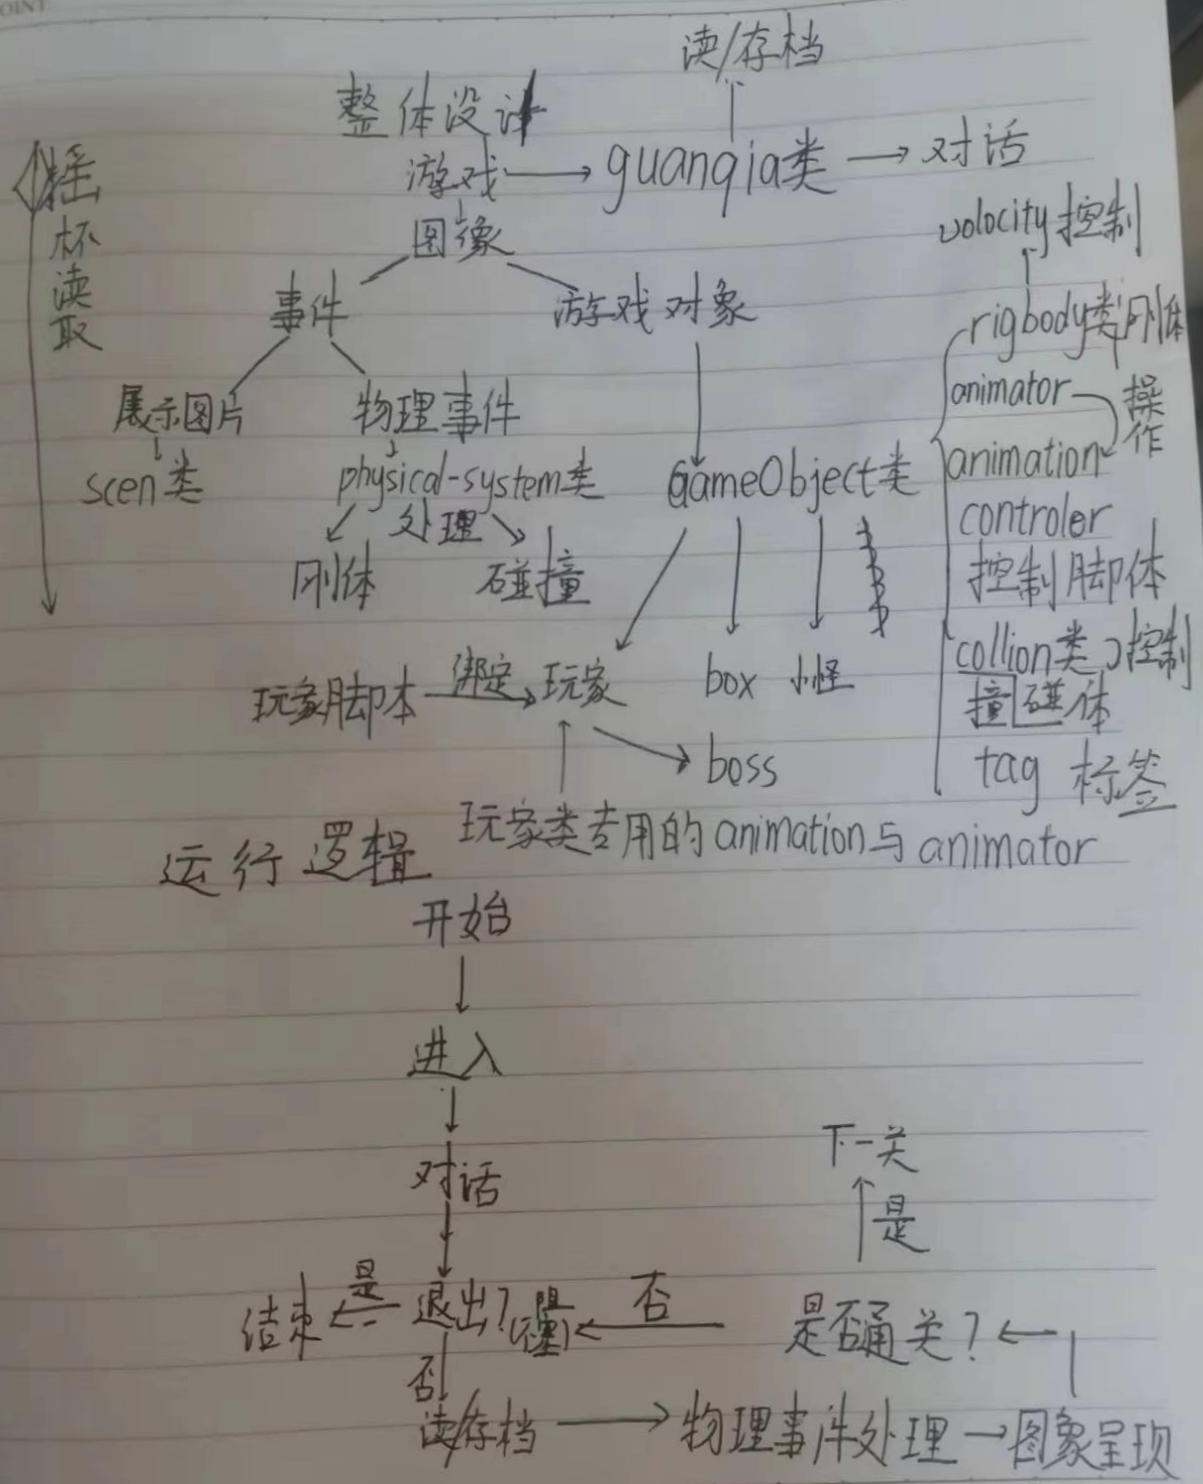 OINT
读/存档
整体设计
游戏 → guanqia类 → 对话
摇
杯
读
取
图像
volocity控制
事件
游戏对象
rigbody类 刚体
展示图片
物理事件
animator
操作
scen类
physical-system类
GameObject类
animation
处理
controler
刚体
碰撞
控制脚体
collion类 控制
撞碰体
玩家脚本
绑定
玩家
box
小怪
boss
tag 标签
玩家类专用的animation与animator
运行逻辑
开始
进入
对话
下一关
是
结束
是
退出?
否
是否通关?
否
读/存档 → 物理事件处理 → 图象呈现